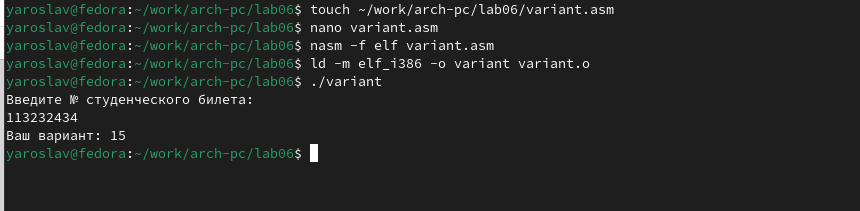 yaroslav@fedora:~/work/arch-pc/lab06$ touch ~/work/arch-pc/lab06/variant.asm
yaroslav@fedora:~/work/arch-pc/lab06$ nano variant.asm
yaroslav@fedora:~/work/arch-pc/lab06$ nasm -f elf variant.asm
yaroslav@fedora:~/work/arch-pc/lab06$ ld -m elf_i386 -o variant variant.o
yaroslav@fedora:~/work/arch-pc/lab06$ ./variant
Введите № студенческого билета:
113232434
Ваш вариант: 15
yaroslav@fedora:~/work/arch-pc/lab06$